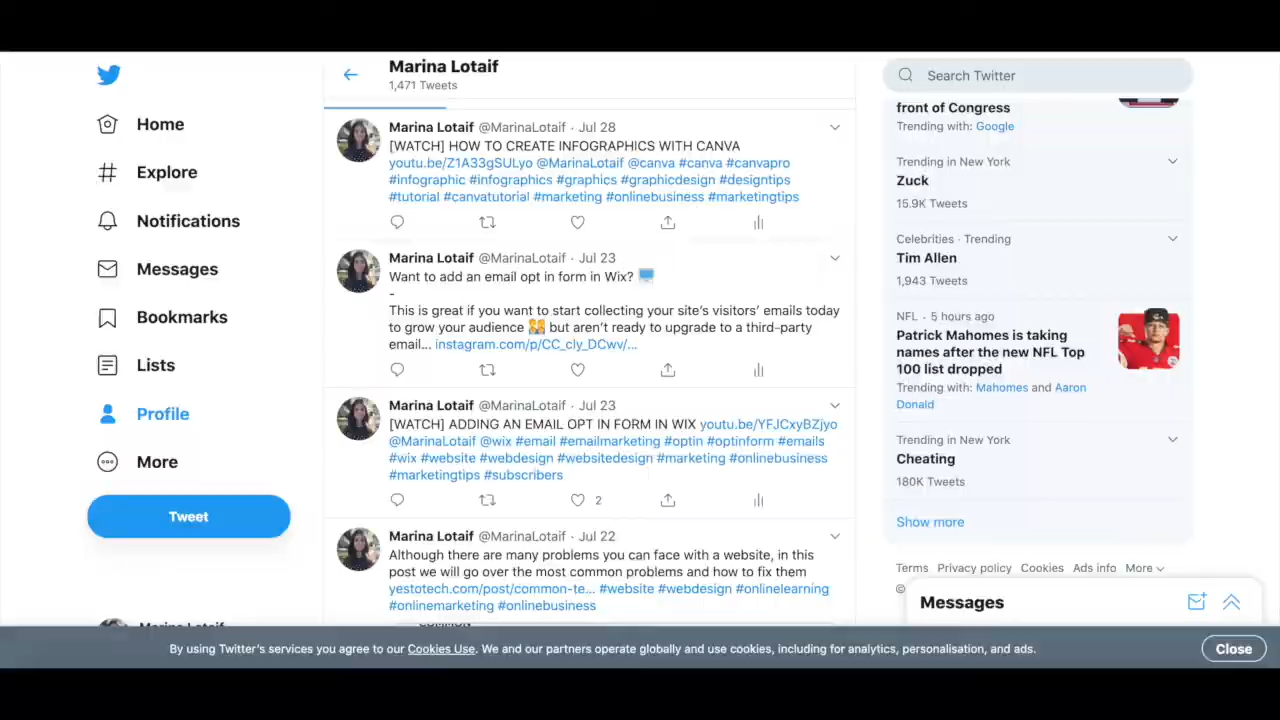 Home
Explore
Notifications
Messages
Bookmarks
Lists
Profile
More
Tweet
Marina Lotaif
1,471 Tweets
Marina Lotaif @MarinaLotaif · Jul 28
[WATCH] HOW TO CREATE INFOGRAPHICS WITH CANVA
youtu.be/Z1A33gSULyo @MarinaLotaif @canva #canva #canvapro
#infographic #infographics #graphics #graphicdesign #designtips
#tutorial #canvatutorial #marketing #onlinebusiness #marketingtips
Marina Lotaif @MarinaLotaif · Jul 23
Want to add an email opt in form in Wix?
-
This is great if you want to start collecting your site's visitors' emails today
to grow your audience but aren't ready to upgrade to a third-party
email... instagram.com/p/CC_cly_DCwv/...
Marina Lotaif @MarinaLotaif · Jul 23
[WATCH] ADDING AN EMAIL OPT IN FORM IN WIX youtu.be/YFJCxyBZjyo
@MarinaLotaif @wix #email #emailmarketing #optin #optinform #emails
#wix #website #webdesign #websitedesign #marketing #onlinebusiness
#marketingtips #subscribers
2
Marina Lotaif @MarinaLotaif · Jul 22
Although there are many problems you can face with a website, in this
post we will go over the most common problems and how to fix them
yestotech.com/post/common-te... #website #webdesign #onlinelearning
#onlinemarketing #onlinebusiness
COMMON
Search Twitter
front of Congress
Trending with: Google
Trending in New York
Zuck
15.9K Tweets
Celebrities · Trending
Tim Allen
1,943 Tweets
NFL · 5 hours ago
Patrick Mahomes is taking
names after the new NFL Top
100 list dropped
Trending with: Mahomes and Aaron
Donald
Trending in New York
Cheating
180K Tweets
Show more
Terms Privacy policy Cookies Ads info More
©
Messages
Marina Lotaif
By using Twitter's services you agree to our Cookies Use. We and our partners operate globally and use cookies, including for analytics, personalisation, and ads.
Close